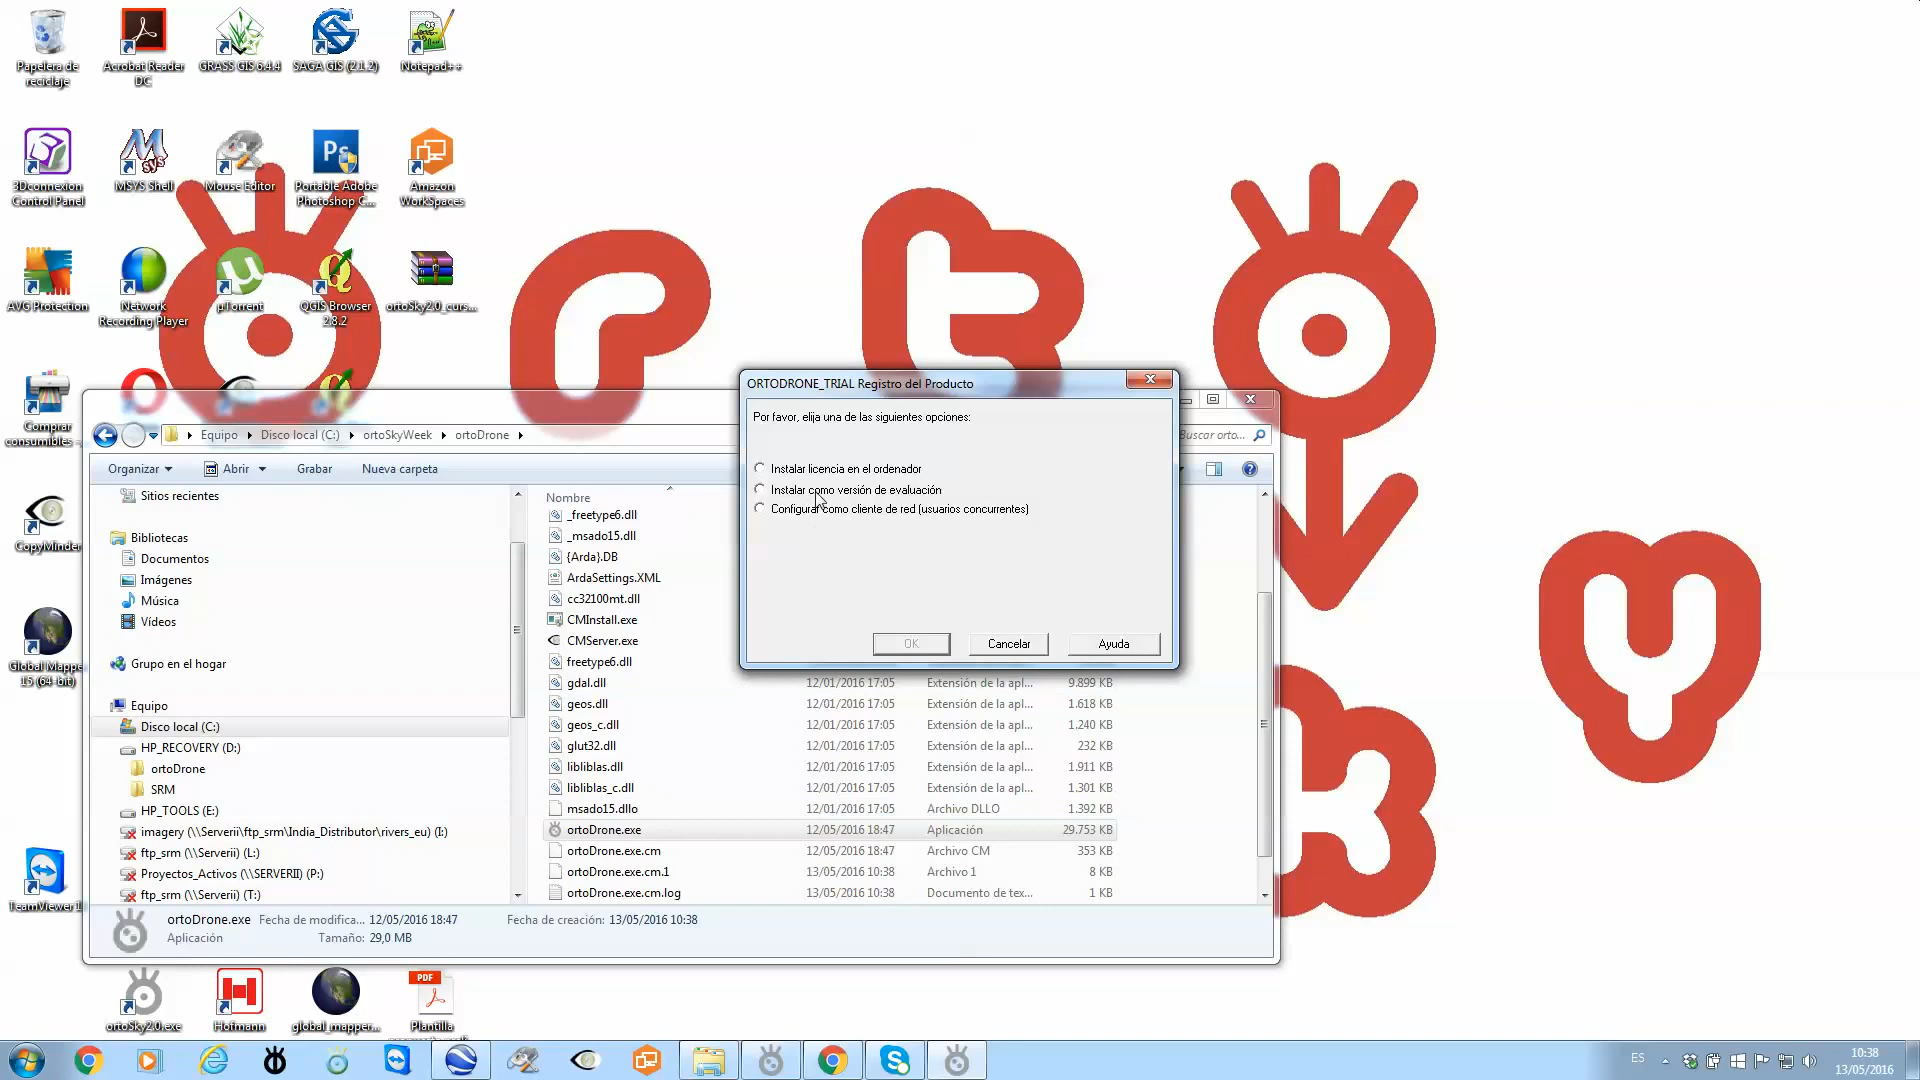 Papelera de
reciclaje
Acrobat Reader
DC
GRASS GIS 6.4.4
SAGA GIS (2.1.2)
Notepad++
3Dconnexion
Control Panel
MSYS Shell
Mouse Editor
Portable Adobe
Photoshop C...
Amazon
WorkSpaces
AVG Protection
Network
Recording Player
µTorrent
QGIS Browser
2.8.2
ortoSky2.0_curs...
Comprar
consumibles -
CopyMinder
Global Mappe
15 (64-bit)
TeamViewer 1
ortoSky2.0.exe
Hofmann
global_mapper...
PDF
Plantilla
Equipo
Disco local (C:)
ortoSkyWeek
ortoDrone
Buscar orto...
Organizar
Abrir
Grabar
Nueva carpeta
Sitios recientes
Bibliotecas
Documentos
Imágenes
Música
Vídeos
Grupo en el hogar
Equipo
Disco local (C:)
HP_RECOVERY (D:)
ortoDrone
SRM
HP_TOOLS (E:)
imagery (\\Serverii\ftp_srm\India_Distributor\rivers_eu) (I:)
ftp_srm (\\Serverii) (L:)
Proyectos_Activos (\\SERVERII) (P:)
ftp_srm (\\Serverii) (T:)
Nombre
_freetype6.dll
_msado15.dll
{Arda}.DB
ArdaSettings.XML
cc32100mt.dll
CMInstall.exe
CMServer.exe
freetype6.dll
gdal.dll 12/01/2016 17:05 Extensión de la apl... 9.899 KB
geos.dll 12/01/2016 17:05 Extensión de la apl... 1.618 KB
geos_c.dll 12/01/2016 17:05 Extensión de la apl... 1.240 KB
glut32.dll 12/01/2016 17:05 Extensión de la apl... 232 KB
libliblas.dll 12/01/2016 17:05 Extensión de la apl... 1.911 KB
libliblas_c.dll 12/01/2016 17:05 Extensión de la apl... 1.301 KB
msado15.dllo 12/01/2016 17:05 Archivo DLLO 1.392 KB
ortoDrone.exe 12/05/2016 18:47 Aplicación 29.753 KB
ortoDrone.exe.cm 12/05/2016 18:47 Archivo CM 353 KB
ortoDrone.exe.cm.1 13/05/2016 10:38 Archivo 1 8 KB
ortoDrone.exe.cm.log 13/05/2016 10:38 Documento de tex... 1 KB
ortoDrone.exe Fecha de modifica... 12/05/2016 18:47 Fecha de creación: 13/05/2016 10:38
Aplicación Tamaño: 29,0 MB
ORTODRONE_TRIAL Registro del Producto
Por favor, elija una de las siguientes opciones:
Instalar licencia en el ordenador
Instalar como versión de evaluación
Configurar como cliente de red (usuarios concurrentes)
OK
Cancelar
Ayuda
ES
10:38
13/05/2016